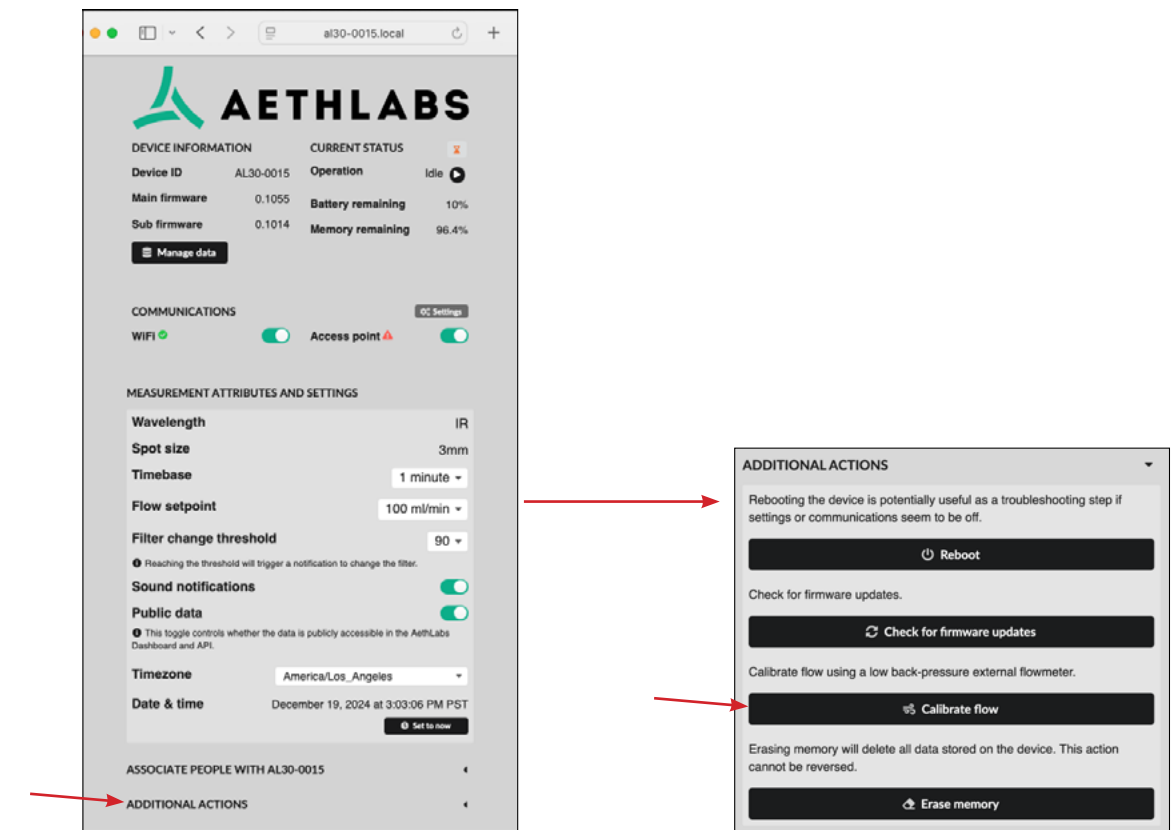 al30-0015.local
AETHLABS
DEVICE INFORMATION
Device ID AL30-0015
Main firmware 0.1055
Sub firmware 0.1014
Manage data
CURRENT STATUS
Operation Idle
Battery remaining 10%
Memory remaining 96.4%
COMMUNICATIONS Settings
WiFi Access point
MEASUREMENT ATTRIBUTES AND SETTINGS
Wavelength IR
Spot size 3mm
Timebase 1 minute
Flow setpoint 100 ml/min
Filter change threshold 90
Reaching the threshold will trigger a notification to change the filter.
Sound notifications
Public data
This toggle controls whether the data is publicly accessible in the AethLabs
Dashboard and API.
Timezone America/Los_Angeles
Date & time December 19, 2024 at 3:03:06 PM PST
Set to now
ASSOCIATE PEOPLE WITH AL30-0015
ADDITIONAL ACTIONS
ADDITIONAL ACTIONS
Rebooting the device is potentially useful as a troubleshooting step if
settings or communications seem to be off.
Reboot
Check for firmware updates.
Check for firmware updates
Calibrate flow using a low back-pressure external flowmeter.
Calibrate flow
Erasing memory will delete all data stored on the device. This action
cannot be reversed.
Erase memory